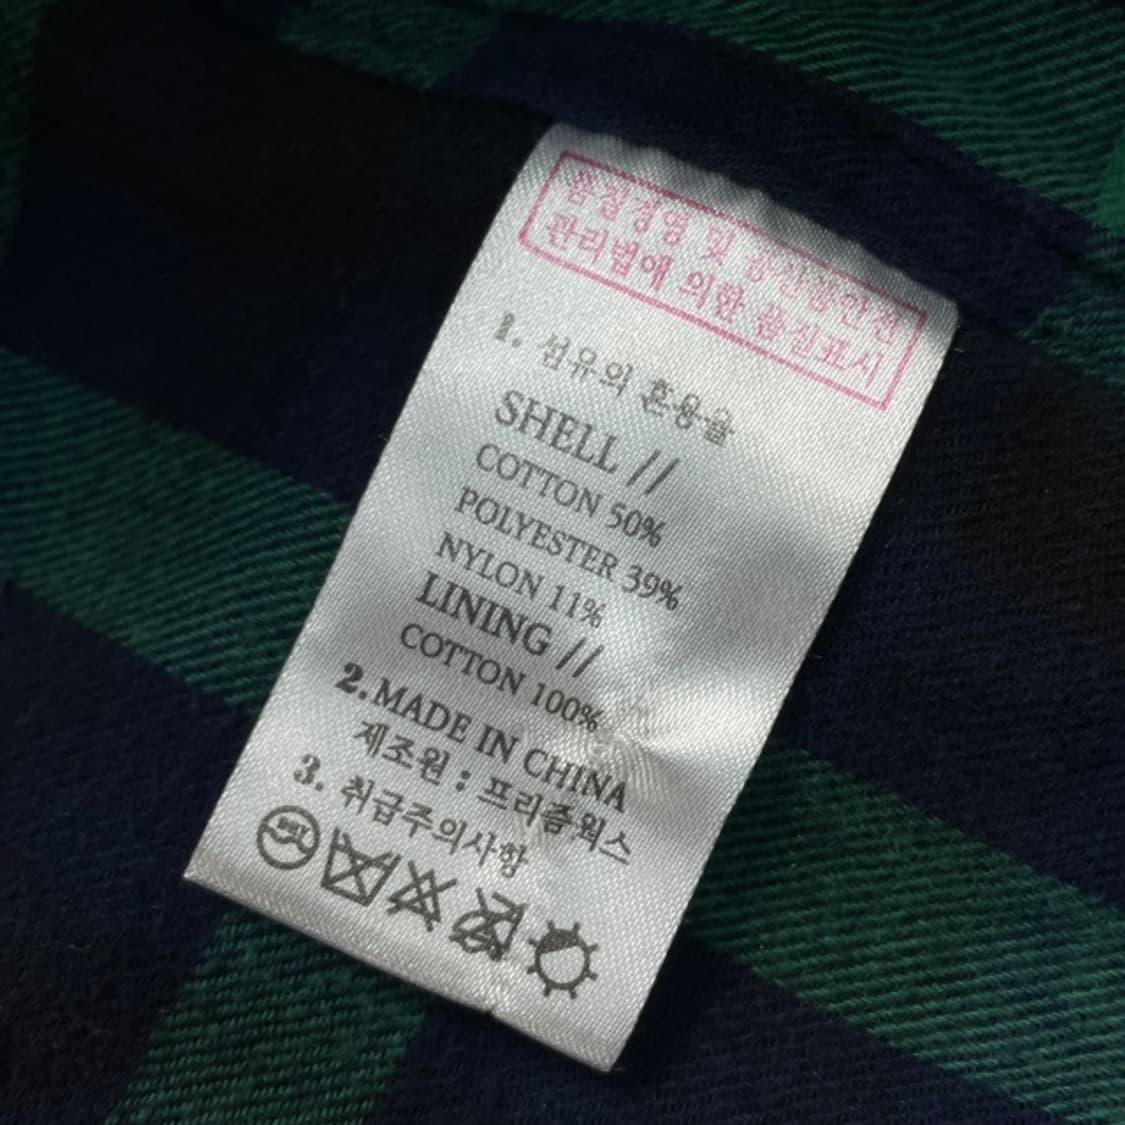 품질경영 및 공산품안전
관리법에 의한 품질표시
1. 섬유의 혼용율
SHELL //
COTTON 50%
POLYESTER 39%
NYLON 11%
LINING //
COTTON 100%
2. MADE IN CHINA
제조원 : 프리즘웍스
3. 취급주의사항